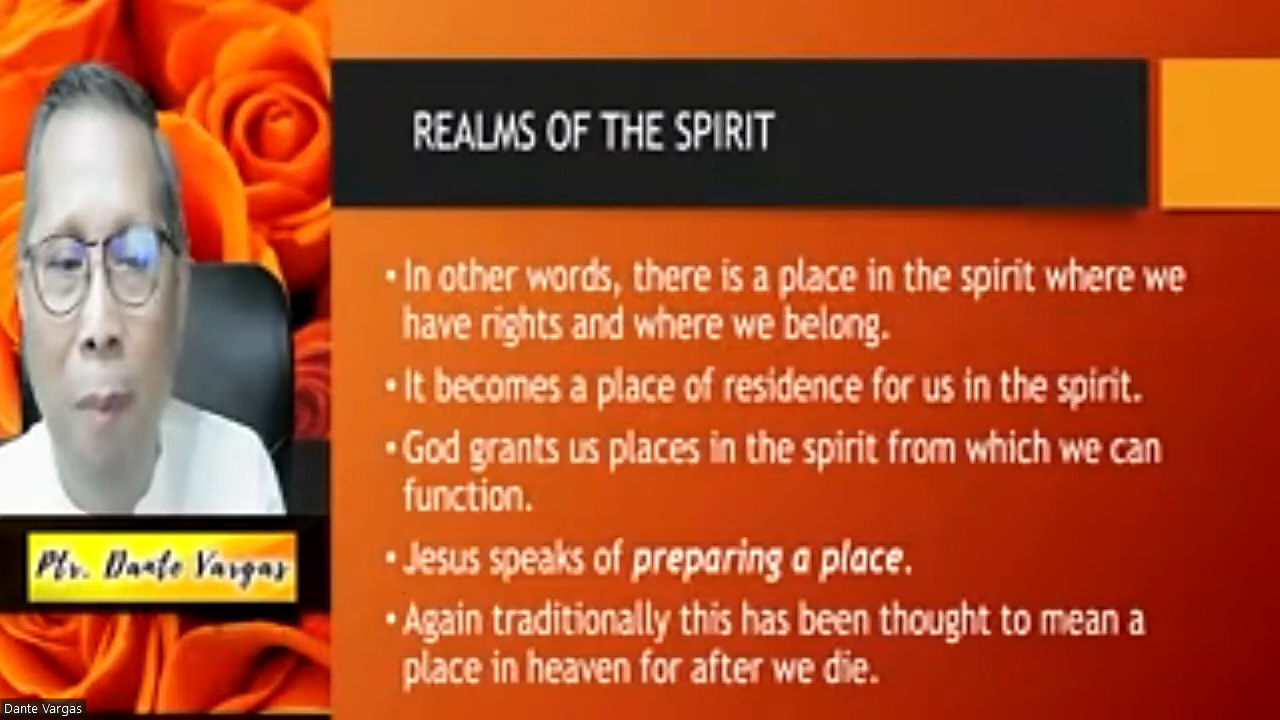 REALMS OF THE SPIRIT
• In other words, there is a place in the spirit where we
have rights and where we belong.
• It becomes a place of residence for us in the spirit.
• God grants us places in the spirit from which we can
function.
• Jesus speaks of preparing a place.
• Again traditionally this has been thought to mean a
place in heaven for after we die.
Ptr. Dante Vargas
Dante Vargas